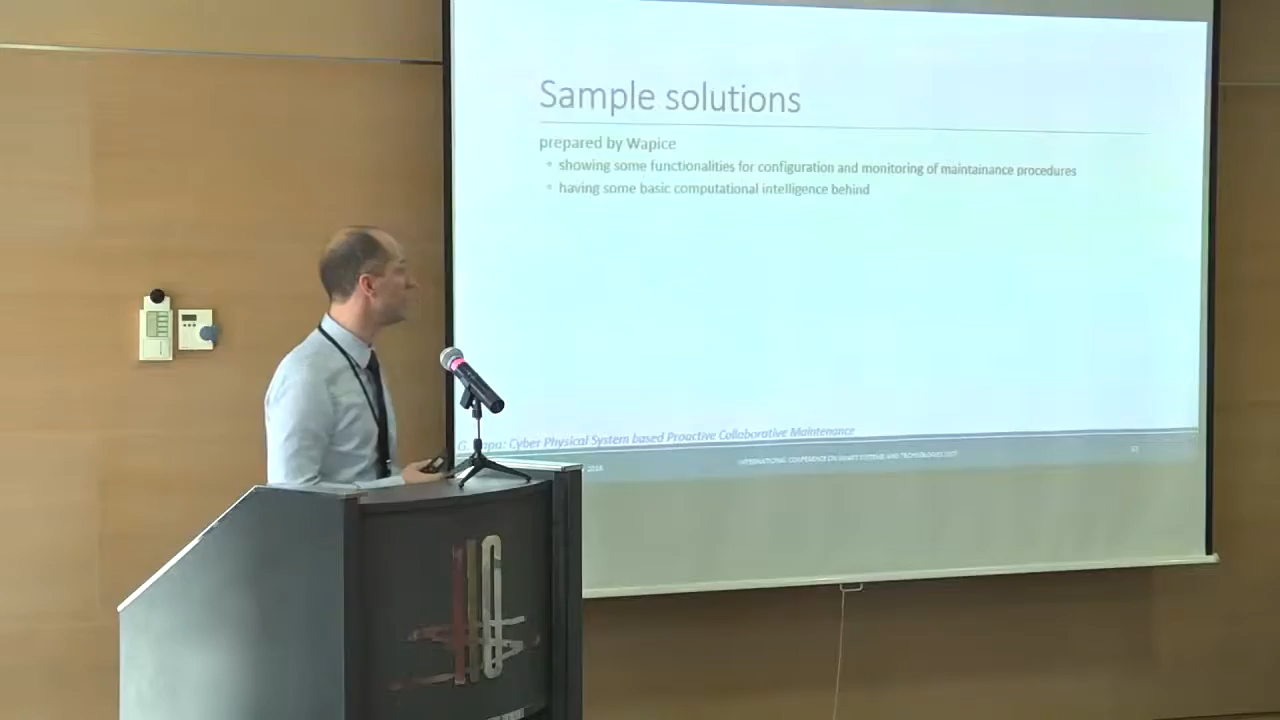 Sample solutions
prepared by Wapice
showing some functionalities for configuration and monitoring of maintainance procedures
having some basic computational intelligence behind
G. : Cyber Physical System based Proactive Collaborative Maintenance
INTERNATIONAL CONFERENCE ON SMART SYSTEMS AND TECHNOLOGIES